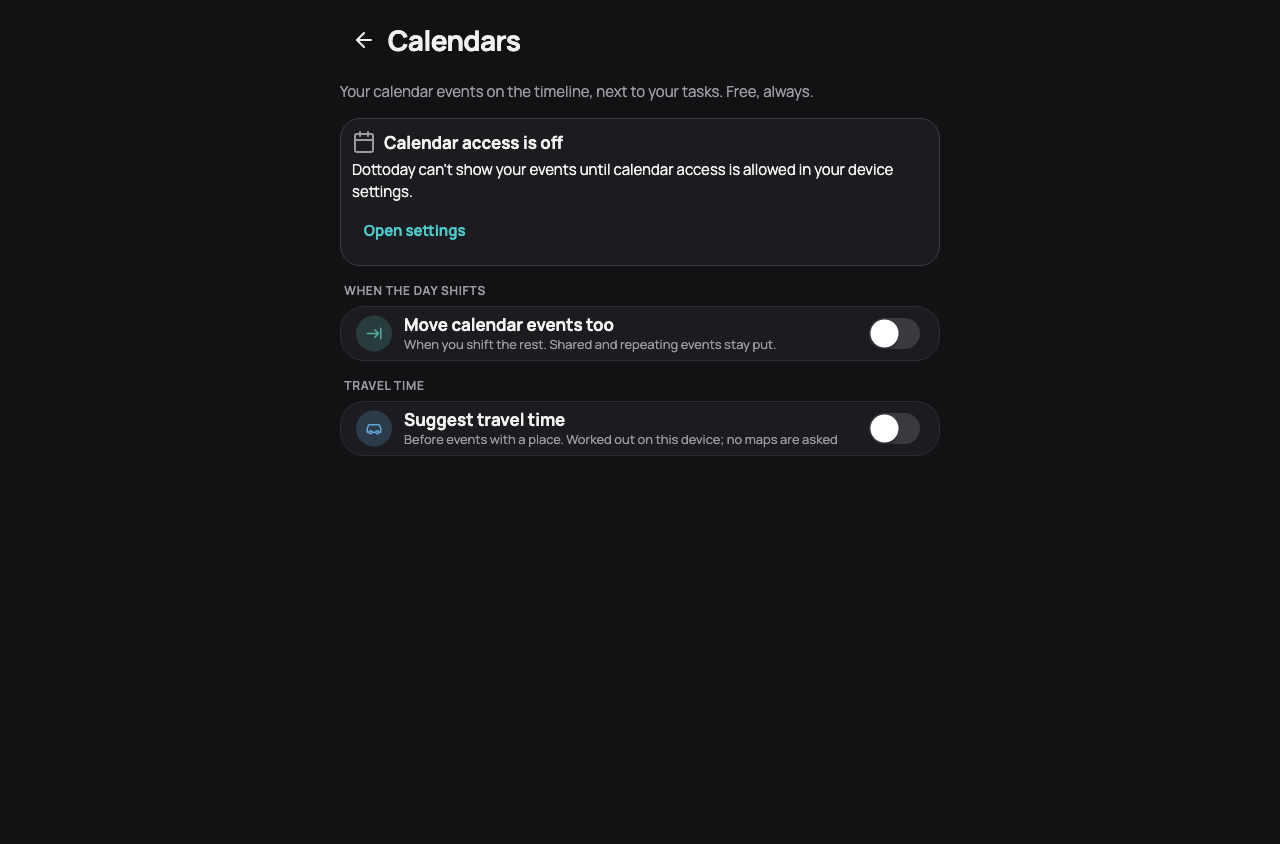 Calendars
Your calendar events on the timeline, next to your tasks. Free, always.
Calendar access is off
Dottoday can't show your events until calendar access is allowed in your device
settings.
Open settings
WHEN THE DAY SHIFTS
Move calendar events too
When you shift the rest. Shared and repeating events stay put.
TRAVEL TIME
Suggest travel time
Before events with a place. Worked out on this device; no maps are asked